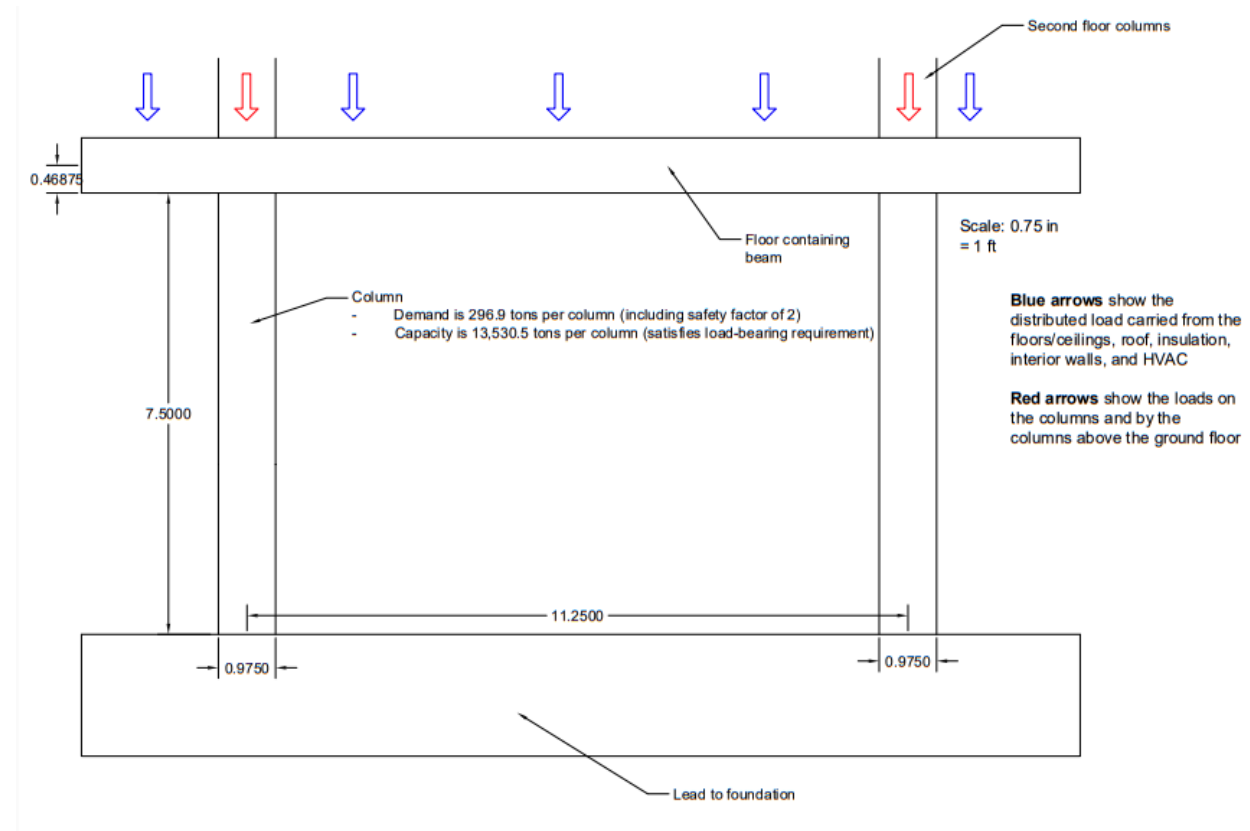 Second floor columns
0.46875
Scale: 0.75 in
= 1 ft
Floor containing
beam
Column
- Demand is 296.9 tons per column (including safety factor of 2)
- Capacity is 13,530.5 tons per column (satisfies load-bearing requirement)
Blue arrows show the
distributed load carried from the
floors/ceilings, roof, insulation,
interior walls, and HVAC
Red arrows show the loads on
the columns and by the
columns above the ground floor
7.5000
11.2500
0.9750
0.9750
Lead to foundation